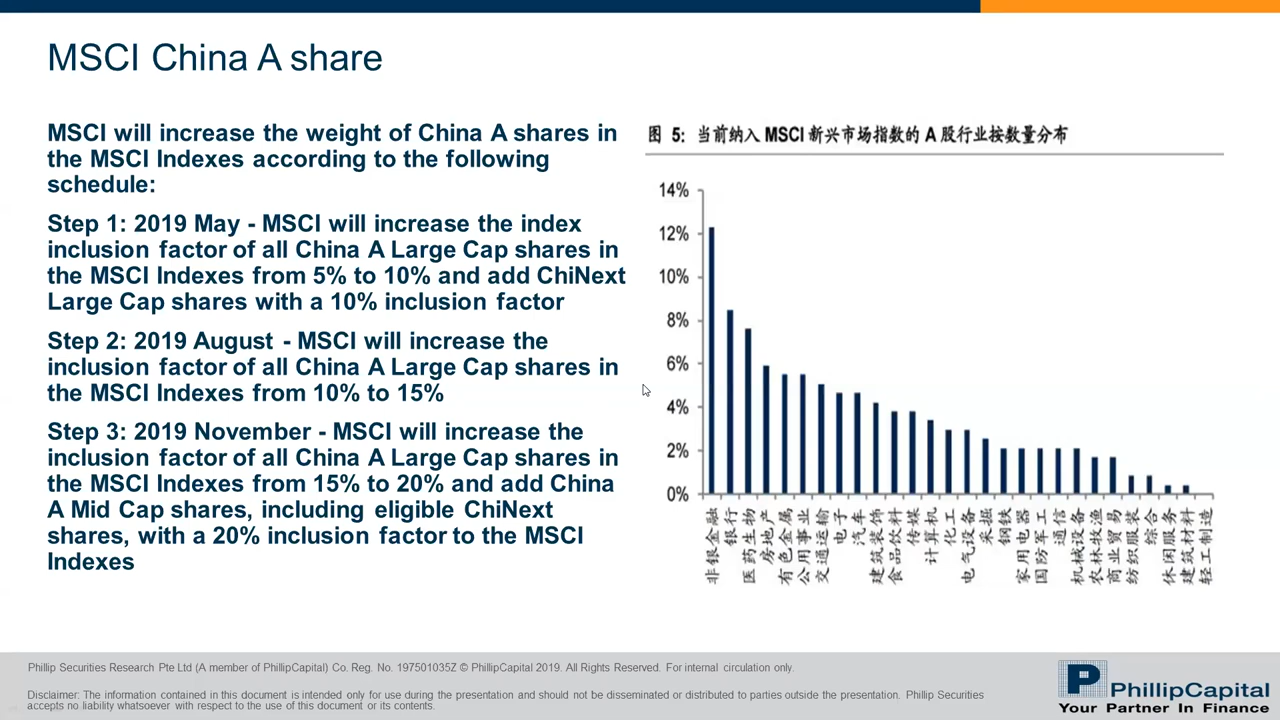 MSCI China A share
MSCI will increase the weight of China A shares in
the MSCI Indexes according to the following
schedule:
Step 1: 2019 May - MSCI will increase the index
inclusion factor of all China A Large Cap shares in
the MSCI Indexes from 5% to 10% and add ChiNext
Large Cap shares with a 10% inclusion factor
Step 2: 2019 August - MSCI will increase the
inclusion factor of all China A Large Cap shares in
the MSCI Indexes from 10% to 15%
Step 3: 2019 November - MSCI will increase the
inclusion factor of all China A Large Cap shares in
the MSCI Indexes from 15% to 20% and add China
A Mid Cap shares, including eligible ChiNext
shares, with a 20% inclusion factor to the MSCI
Indexes
图 5: 当前纳入 MSCI 新兴市场指数的 A 股行业按数量分布
14%
12%
10%
8%
6%
4%
2%
0%
非银金融
银行
医药生物
房地产
有色金属
公用事业
交通运输
电子
汽车
建筑装饰
食品饮料
传媒
计算机
化工
电气设备
采掘
钢铁
家用电器
国防军工
通信
机械设备
农林牧渔
商业贸易
纺织服装
综合
休闲服务
建筑材料
轻工制造
Phillip Securities Research Pte Ltd (A member of PhillipCapital) Co. Reg. No. 197501035Z © PhillipCapital 2019. All Rights Reserved. For internal circulation only.
Disclaimer: The information contained in this document is intended only for use during the presentation and should not be disseminated or distributed to parties outside the presentation. Phillip Securities
accepts no liability whatsoever with respect to the use of this document or its contents.
PhillipCapital
Your Partner In Finance